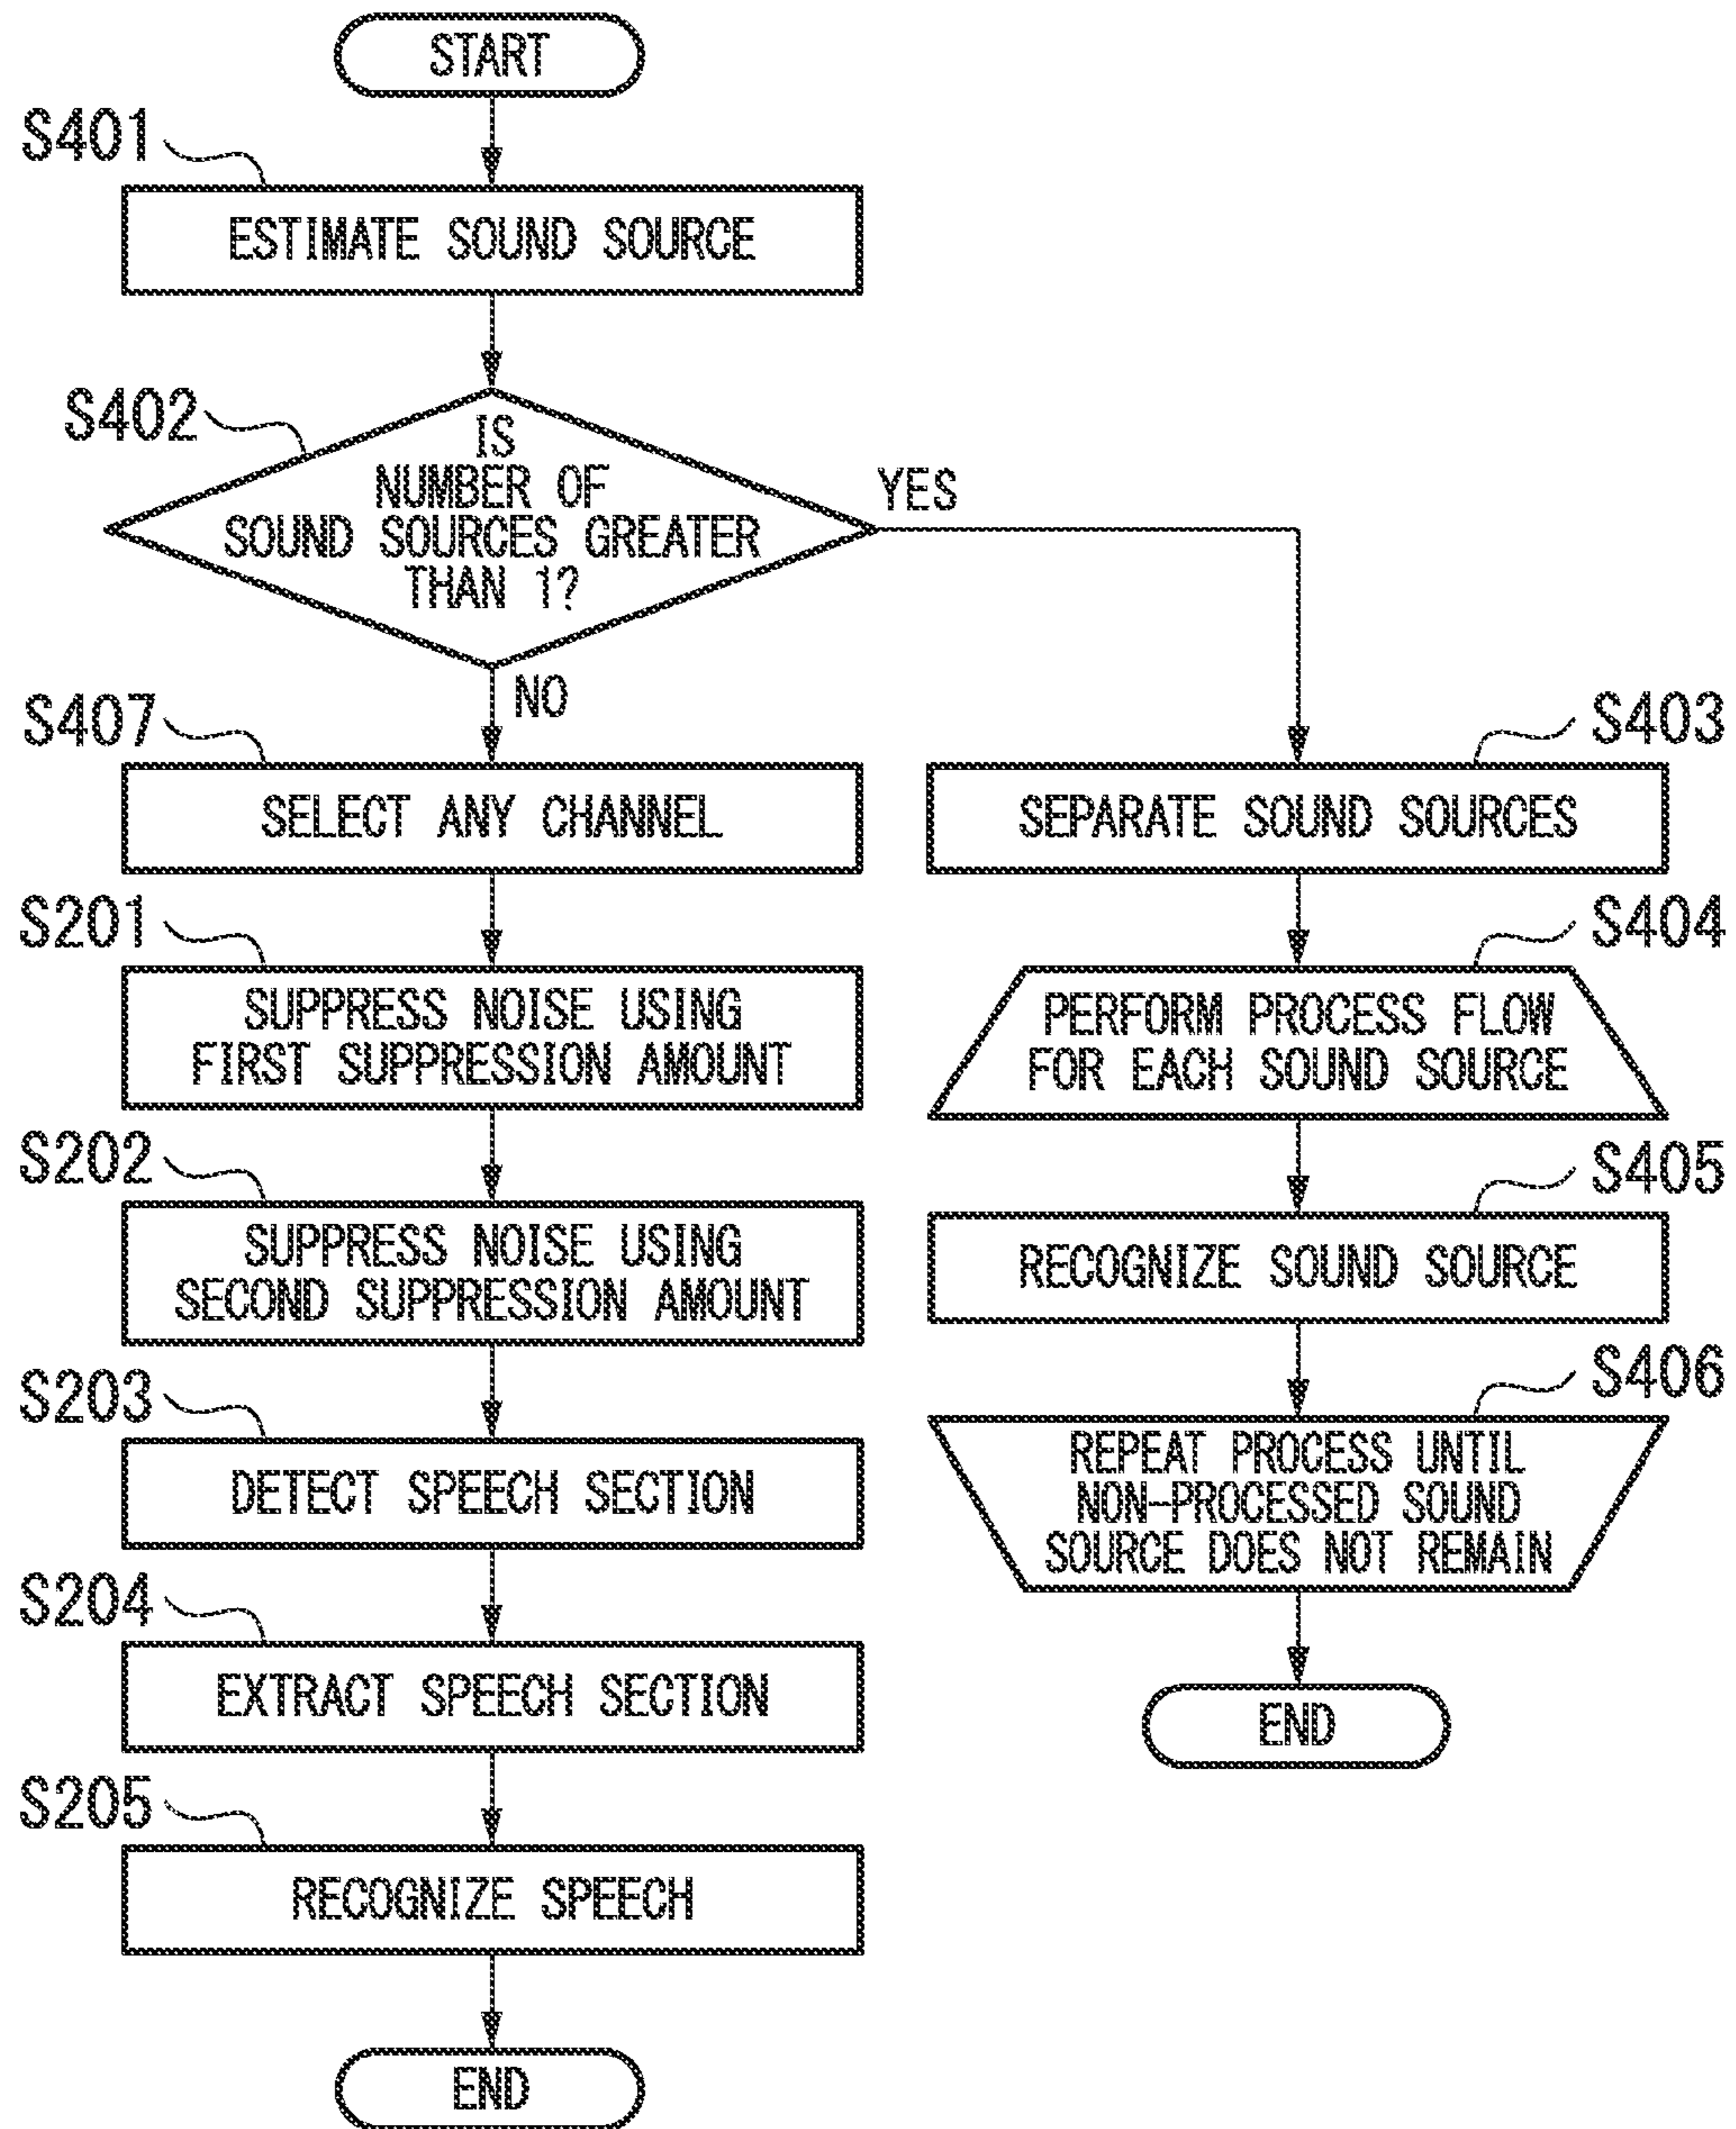 START
S401
ESTIMATE SOUND SOURCE
S402
IS
NUMBER OF
SOUND SOURCES GREATER
THAN 1?
YES
NO
S407
SELECT ANY CHANNEL
S201
SUPPRESS NOISE USING
FIRST SUPPRESSION AMOUNT
S202
SUPPRESS NOISE USING
SECOND SUPPRESSION AMOUNT
S203
DETECT SPEECH SECTION
S204
EXTRACT SPEECH SECTION
S205
RECOGNIZE SPEECH
END
S403
SEPARATE SOUND SOURCES
S404
PERFORM PROCESS FLOW
FOR EACH SOUND SOURCE
S405
RECOGNIZE SOUND SOURCE
S406
REPEAT PROCESS UNTIL
NON-PROCESSED SOUND
SOURCE DOES NOT REMAIN
END